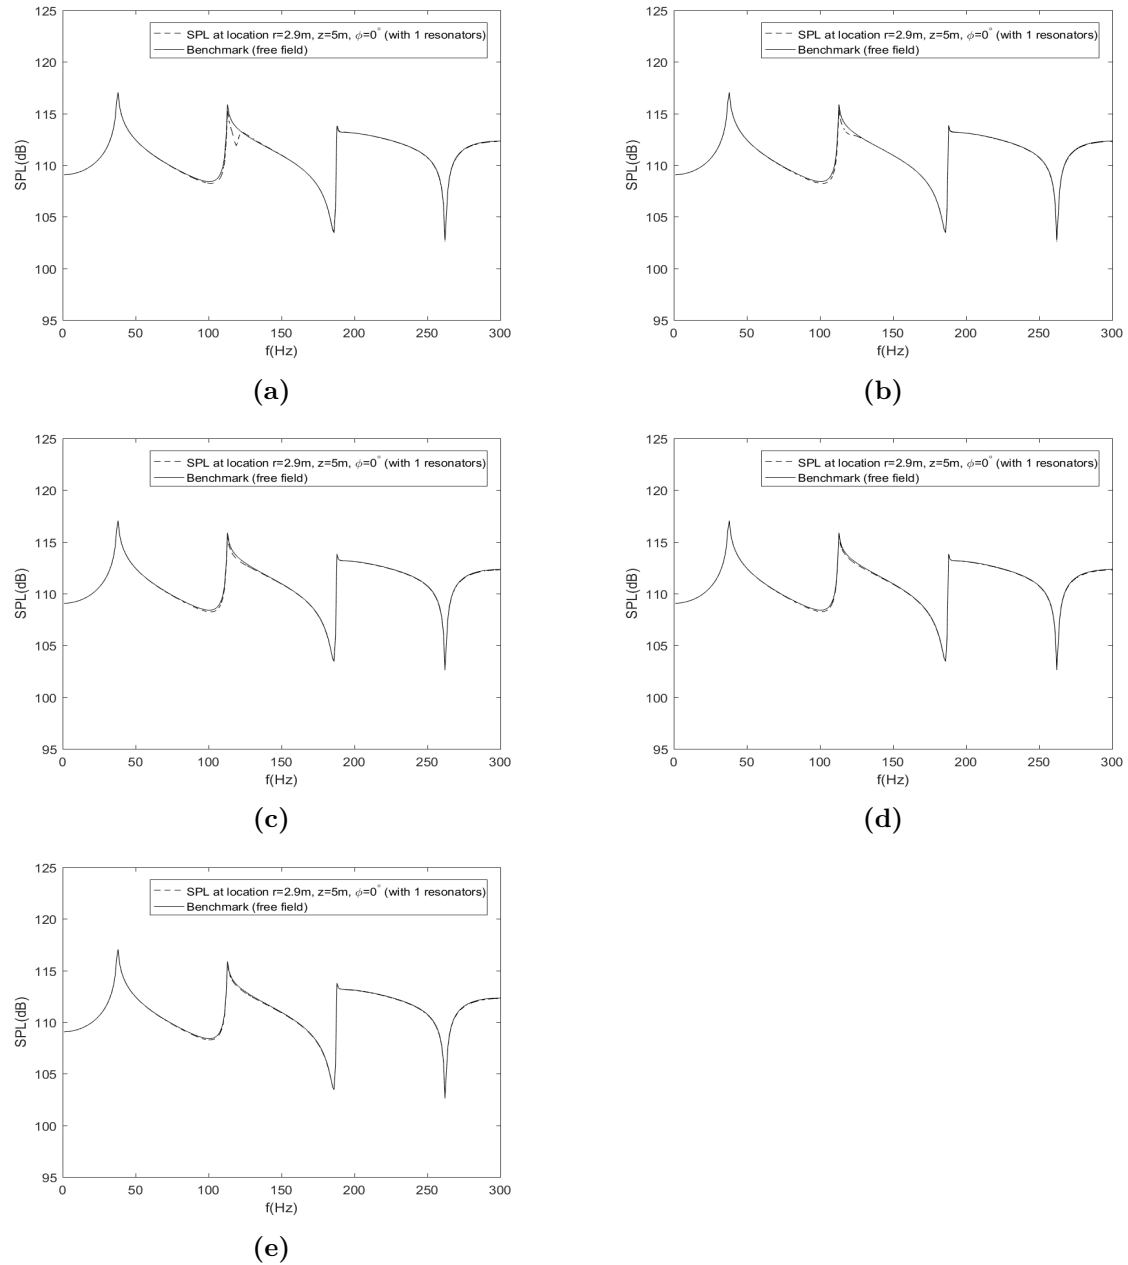 125
120
115
110
105
100
95
SPL(dB)
SPL at location r=2.9m, z=5m, ϕ=0° (with 1 resonators)
Benchmark (free field)
0 50 100 150 200 250 300
f(Hz)
(a)
125
120
115
110
105
100
95
SPL(dB)
SPL at location r=2.9m, z=5m, ϕ=0° (with 1 resonators)
Benchmark (free field)
0 50 100 150 200 250 300
f(Hz)
(b)
125
120
115
110
105
100
95
SPL(dB)
SPL at location r=2.9m, z=5m, ϕ=0° (with 1 resonators)
Benchmark (free field)
0 50 100 150 200 250 300
f(Hz)
(c)
125
120
115
110
105
100
95
SPL(dB)
SPL at location r=2.9m, z=5m, ϕ=0° (with 1 resonators)
Benchmark (free field)
0 50 100 150 200 250 300
f(Hz)
(d)
125
120
115
110
105
100
95
SPL(dB)
SPL at location r=2.9m, z=5m, ϕ=0° (with 1 resonators)
Benchmark (free field)
0 50 100 150 200 250 300
f(Hz)
(e)